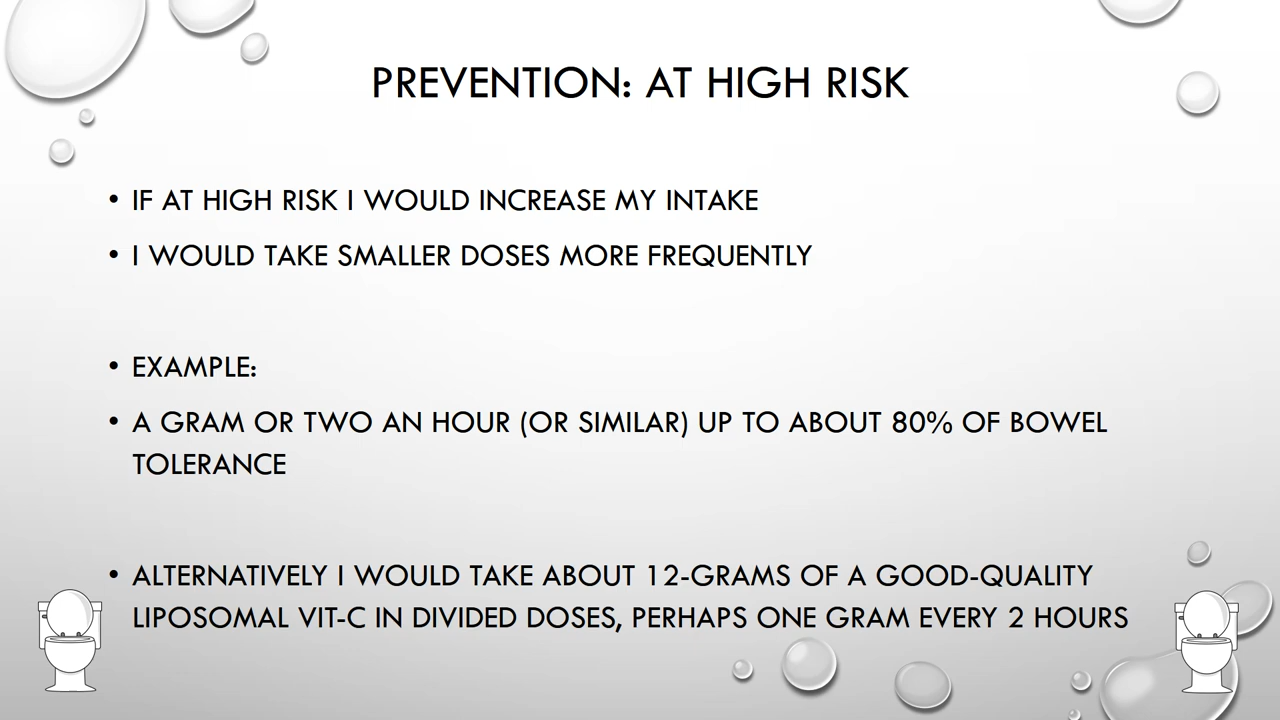 PREVENTION: AT HIGH RISK
• IF AT HIGH RISK I WOULD INCREASE MY INTAKE
• I WOULD TAKE SMALLER DOSES MORE FREQUENTLY
• EXAMPLE:
• A GRAM OR TWO AN HOUR (OR SIMILAR) UP TO ABOUT 80% OF BOWEL
TOLERANCE
• ALTERNATIVELY I WOULD TAKE ABOUT 12-GRAMS OF A GOOD-QUALITY
LIPOSOMAL VIT-C IN DIVIDED DOSES, PERHAPS ONE GRAM EVERY 2 HOURS